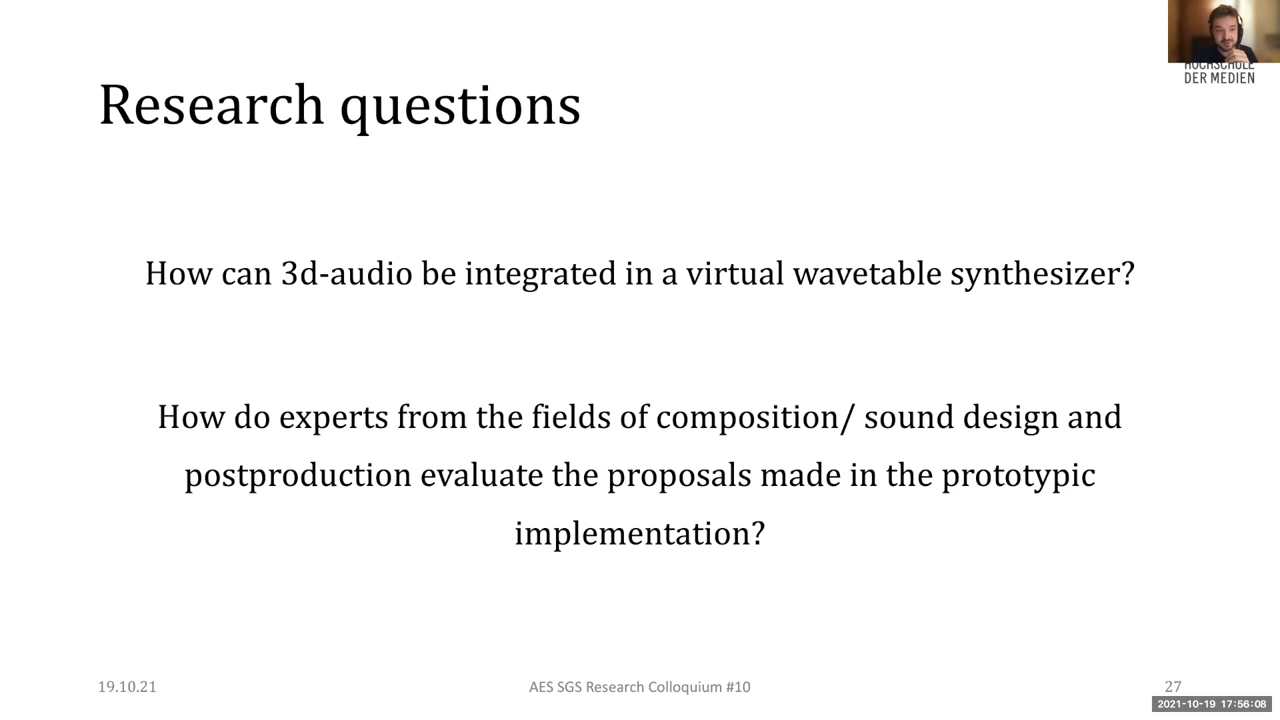 HOCHSCHULE
DER MEDIEN
Research questions
How can 3d-audio be integrated in a virtual wavetable synthesizer?
How do experts from the fields of composition/ sound design and
postproduction evaluate the proposals made in the prototypic
implementation?
19.10.21
AES SGS Research Colloquium #10
27
2021-10-19 17:56:08